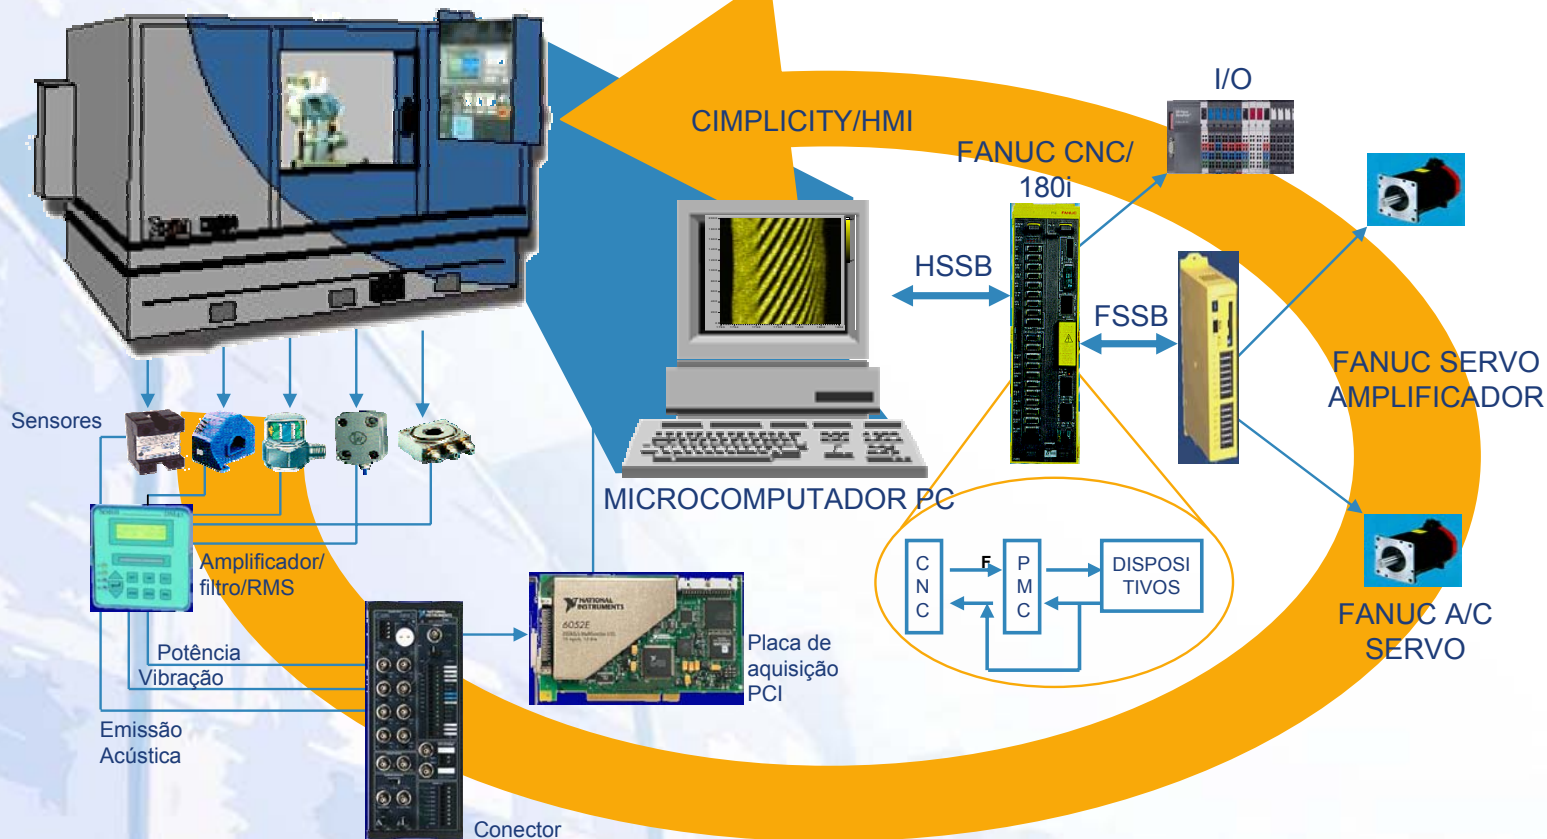 CIMPLICITY/HMI
I/O
FANUC CNC/
180i
HSSB
FSSB
FANUC SERVO
AMPLIFICADOR
FANUC A/C
SERVO
MICROCOMPUTADOR PC
Sensores
Amplificador/
filtro/RMS
Potência
Vibração
Emissão
Acústica
Conector
NATIONAL
INSTRUMENTS
6052E
Placa de
aquisição
PCI
C
N
C
F
P
M
C
DISPOSI
TIVOS